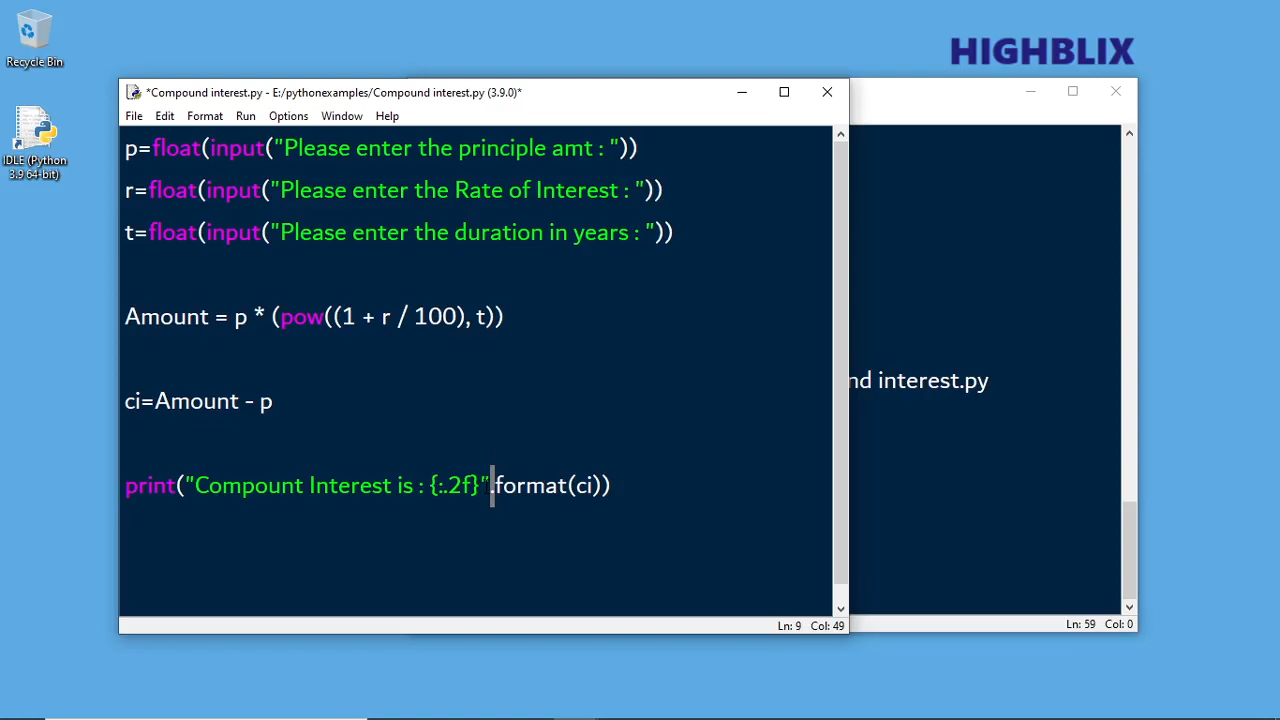 HIGHBLIX
Recycle Bin
IDLE (Python
3.9 64-bit)
*Compound interest.py - E:/pythonexamples/Compound interest.py (3.9.0)*
File Edit Format Run Options Window Help
p=float(input("Please enter the principle amt : "))
r=float(input("Please enter the Rate of Interest : "))
t=float(input("Please enter the duration in years : "))
Amount = p * (pow((1 + r / 100), t))
ci=Amount - p
print("Compount Interest is : {:.2f}".format(ci))
Ln: 9 Col: 49
nd interest.py
Ln: 59 Col: 0